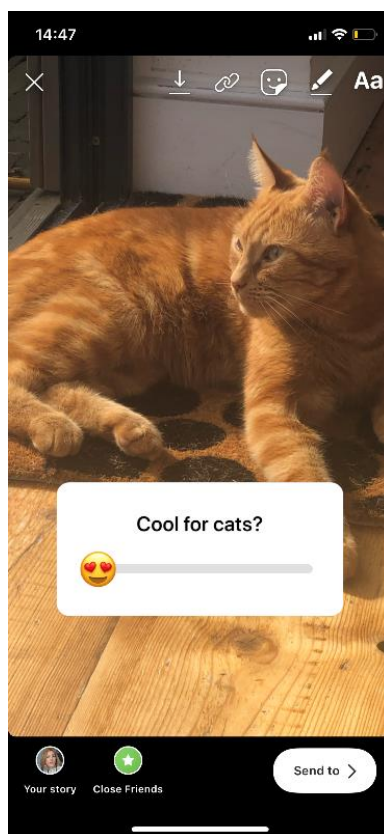 14:47
Aa
Cool for cats?
Your story
Close Friends
Send to